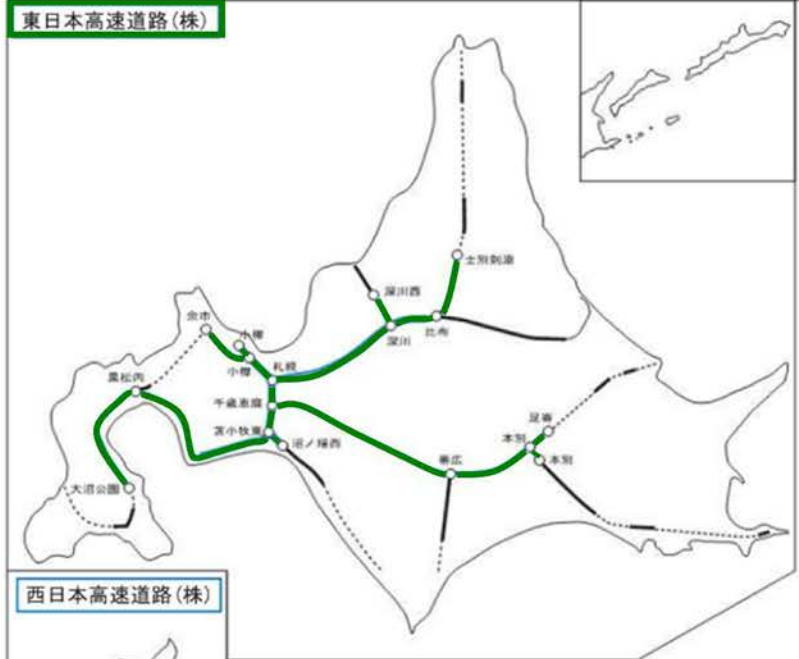 東日本高速道路(株)
士別剣淵
深川西
余市
小樽
深川
比布
小樽
札幌
黒松内
千歳恵庭
足寄
苫小牧東
沼ノ端西
本別
帯広
本別
大沼公園
西日本高速道路(株)